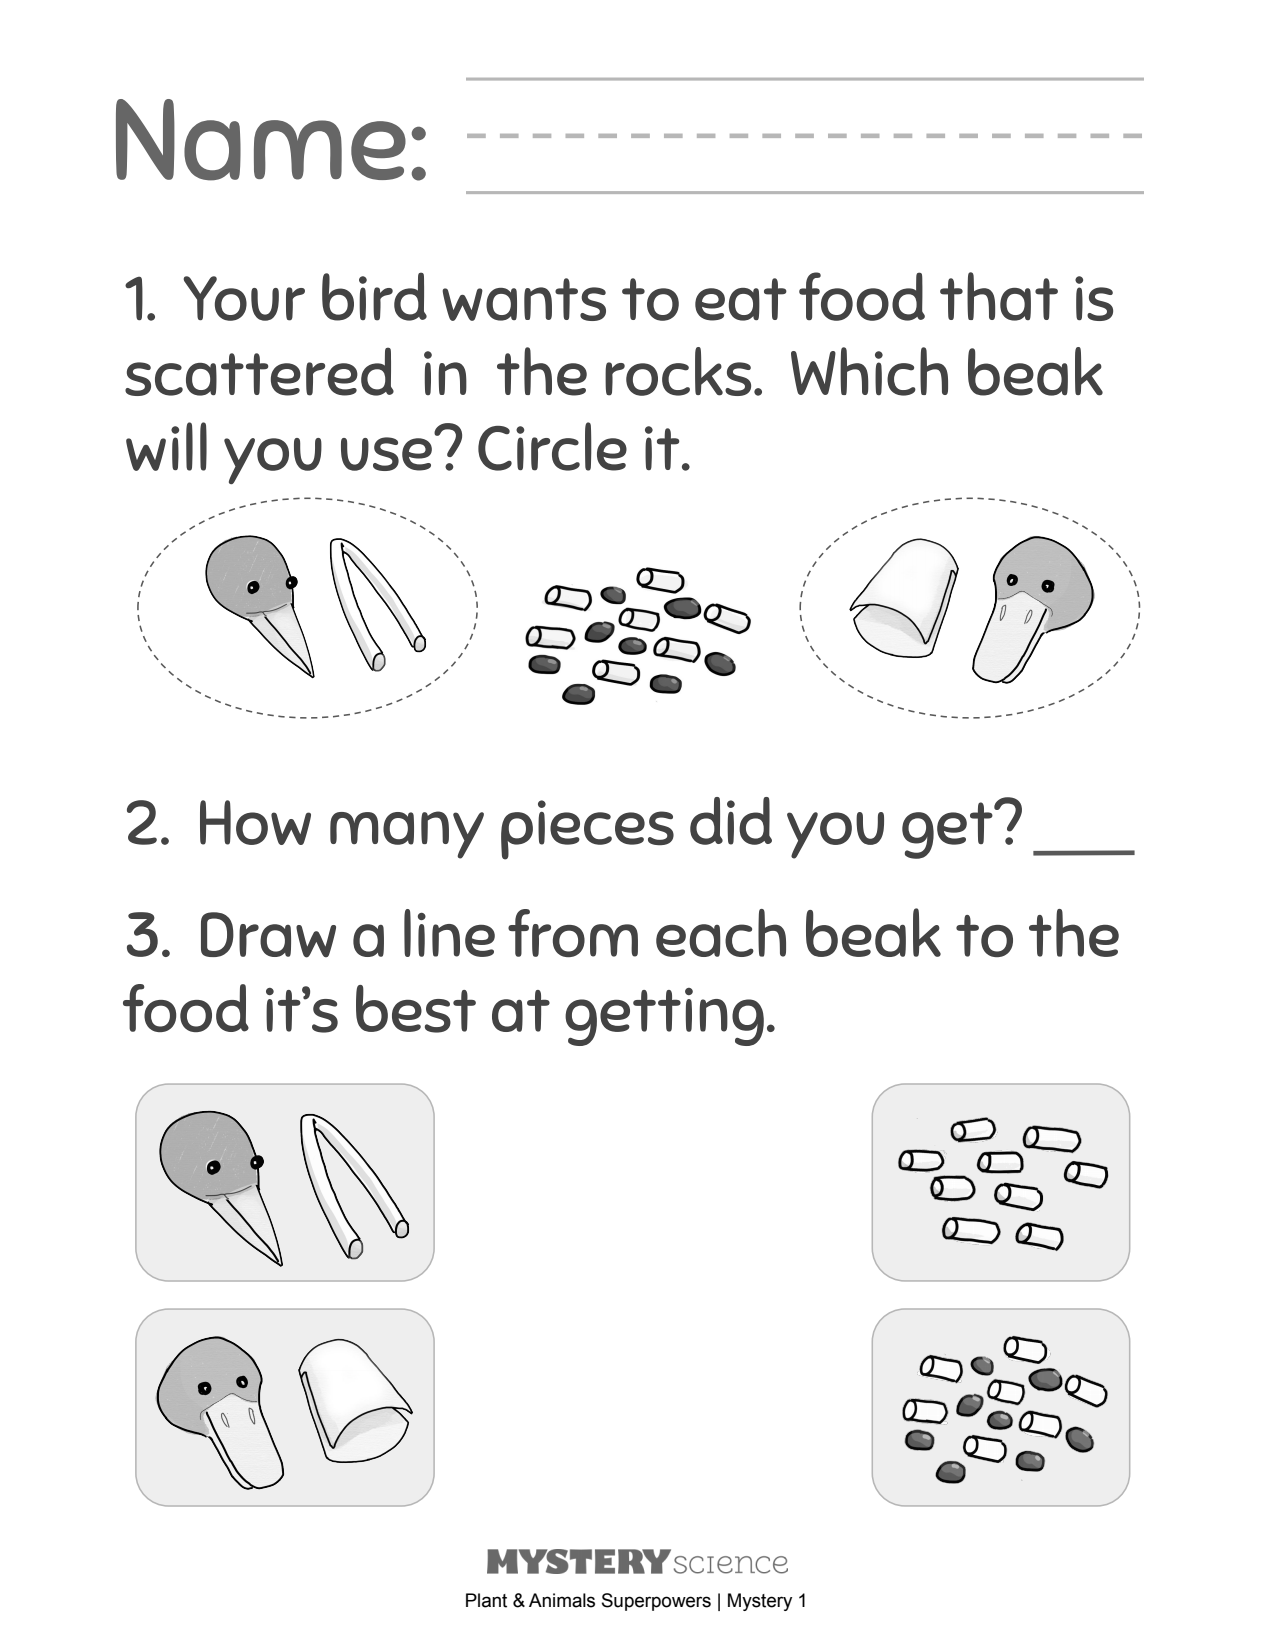 Name:
1. Your bird wants to eat food that is
scattered in the rocks. Which beak
will you use? Circle it.
2. How many pieces did you get? ___
3. Draw a line from each beak to the
food it's best at getting.
MYSTERY science
Plant & Animals Superpowers | Mystery 1